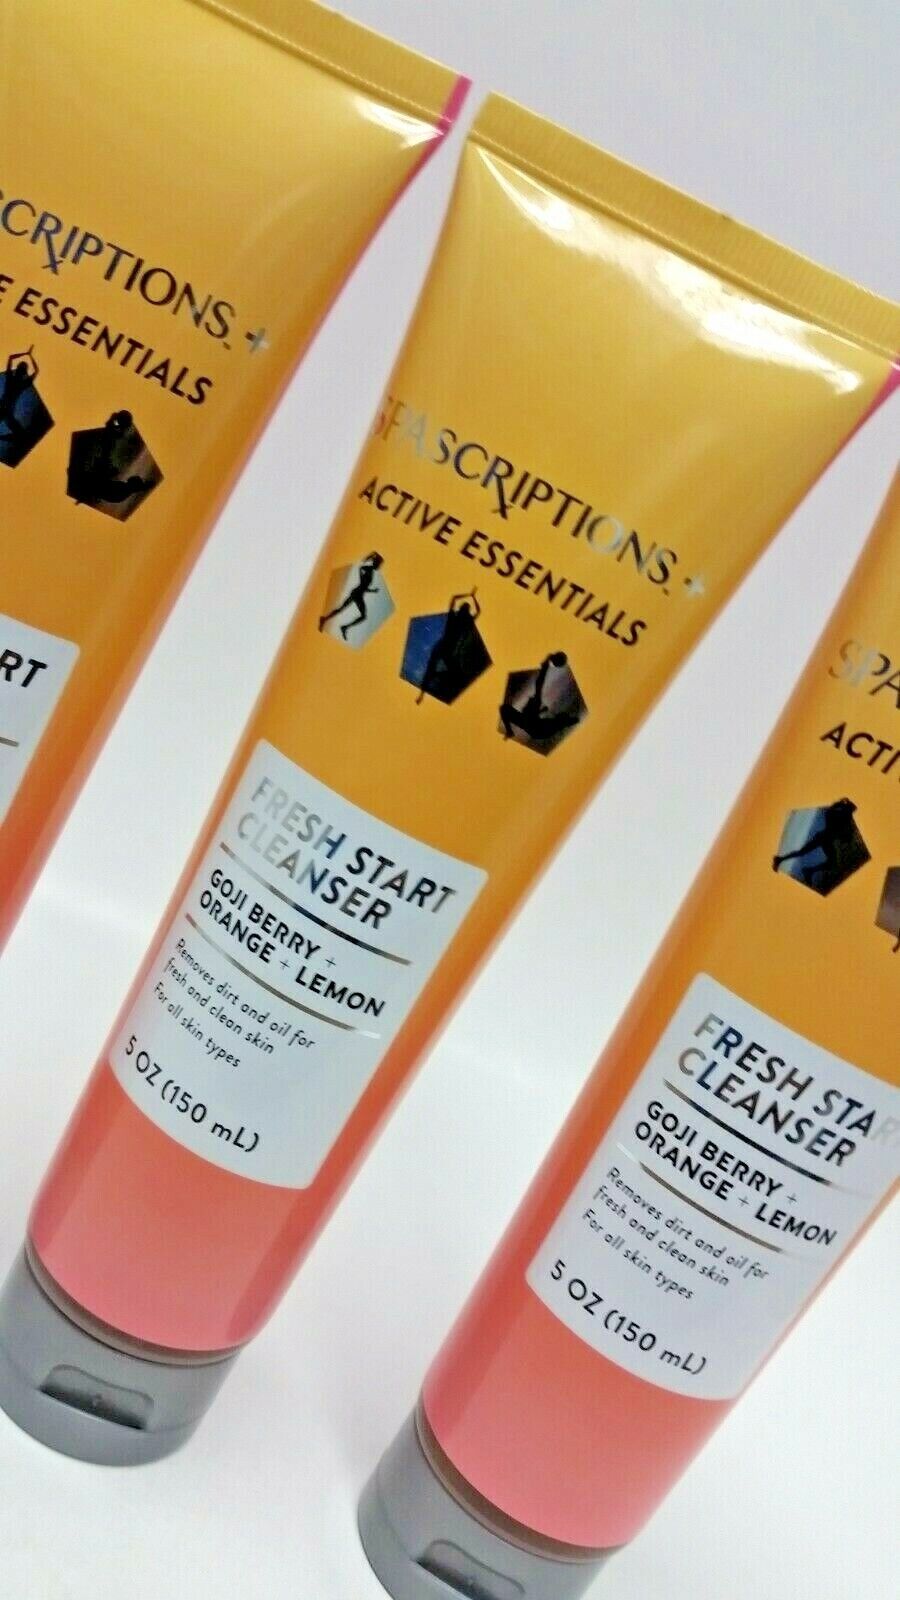 SCRIPTIONS +
E ESSENTIALS
RT
SPASCRIPTIONS +
ACTIVE ESSENTIALS
FRESH START
CLEANSER
GOJI BERRY +
ORANGE + LEMON
Removes dirt and oil for
fresh and clean skin
For all skin types
5 OZ (150 mL)
SPA
ACTI
FRESH STAR
CLEANSER
GOJI BERRY +
ORANGE + LEMON
Removes dirt and oil for
fresh and clean skin
For all skin types
5 OZ (150 mL)